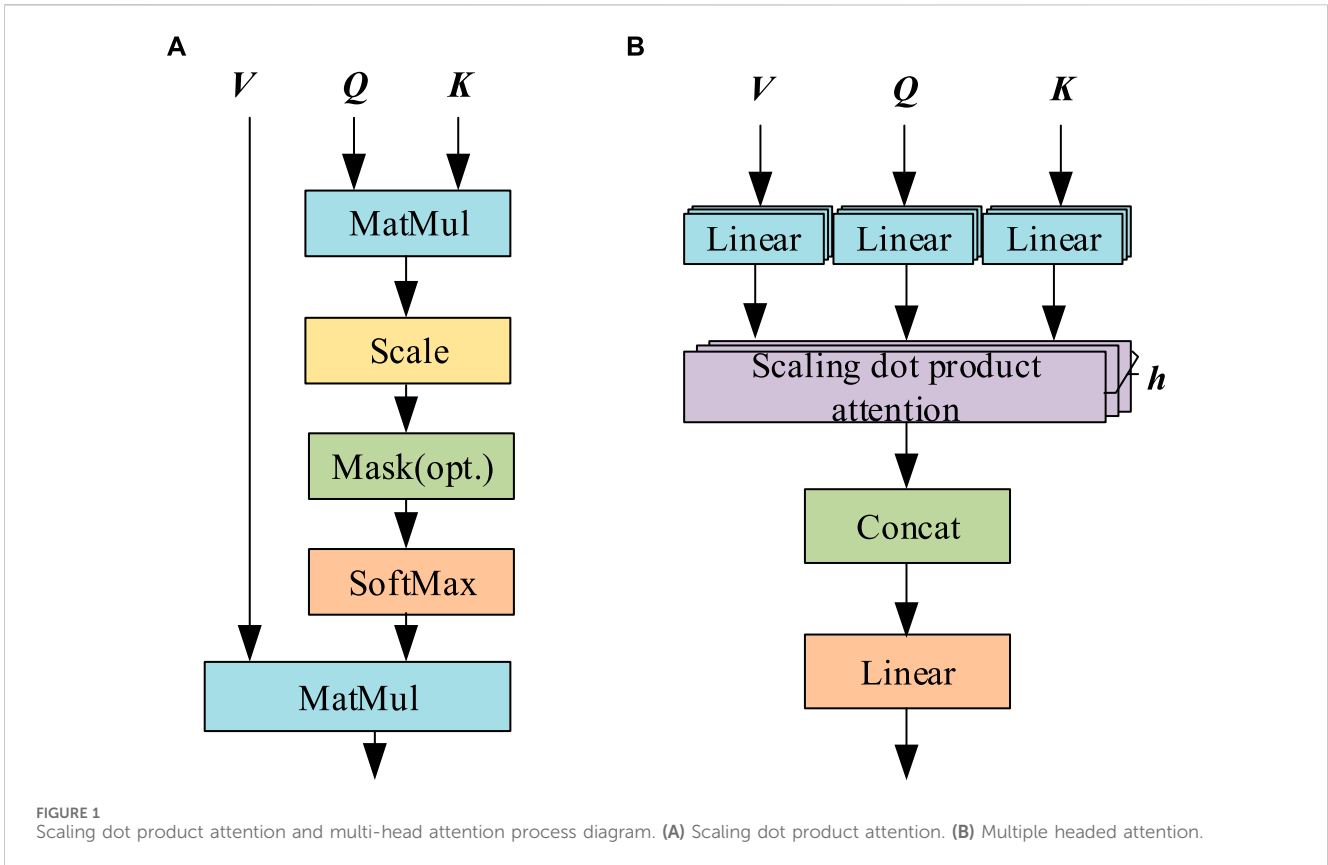 A
V Q K
MatMul
Scale
Mask(opt.)
SoftMax
MatMul
B
V Q K
Linear Linear Linear
Scaling dot product
attention
h
Concat
Linear
FIGURE 1
Scaling dot product attention and multi-head attention process diagram. (A) Scaling dot product attention. (B) Multiple headed attention.